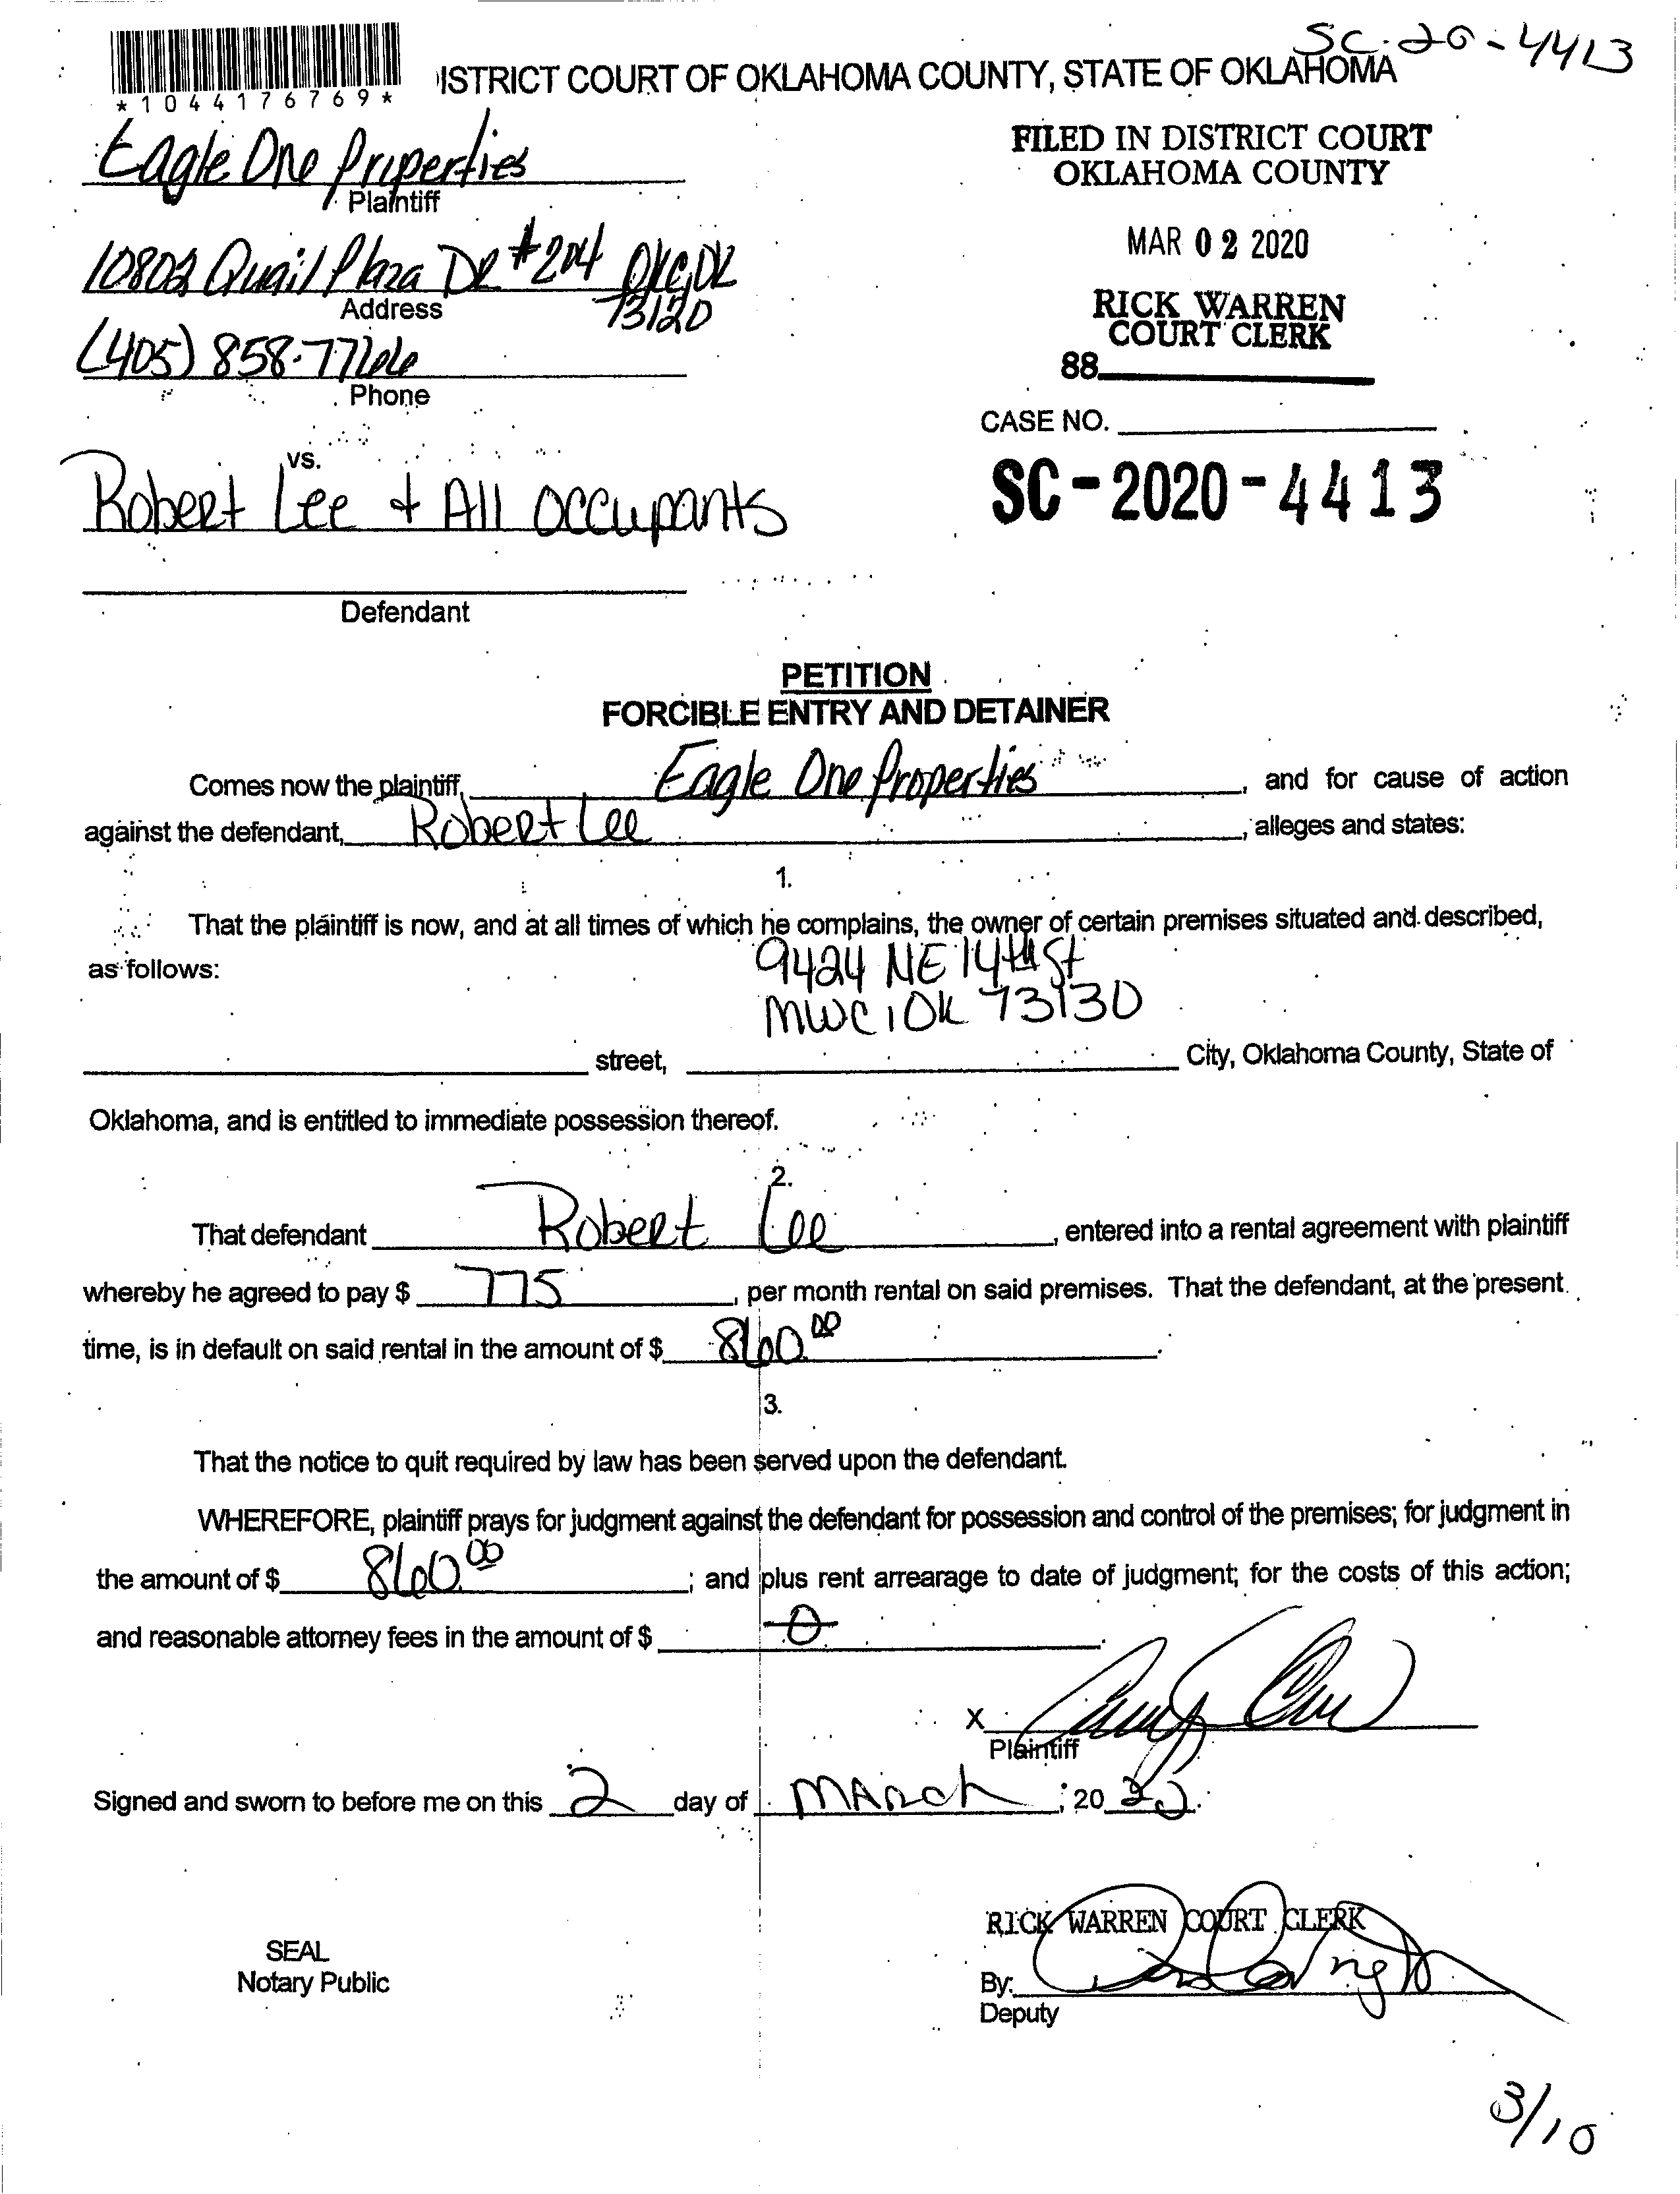 SC-20-4413
*1044176769*
ISTRICT COURT OF OKLAHOMA COUNTY, STATE OF OKLAHOMA
Eagle One Properties
Plaintiff
FILED IN DISTRICT COURT
OKLAHOMA COUNTY
MAR 02 2020
RICK WARREN
COURT CLERK
88
10802 Quail Plaza DR #204 OKC, OK
73120
Address
(405) 858-7766
Phone
CASE NO.
SC-2020-4413
vs.
Robert Lee + All occupants
Defendant
PETITION
FORCIBLE ENTRY AND DETAINER
Comes now the plaintiff, Eagle One Properties, and for cause of action
against the defendant, Robert Lee, alleges and states:
1.
That the plaintiff is now, and at all times of which he complains, the owner of certain premises situated and described,
as follows: 9424 NE 14th St
MWC, OK 73130
street, City, Oklahoma County, State of
Oklahoma, and is entitled to immediate possession thereof.
2.
That defendant Robert Lee, entered into a rental agreement with plaintiff
whereby he agreed to pay $ 775, per month rental on said premises. That the defendant, at the present
time, is in default on said rental in the amount of $ 860.00.
3.
That the notice to quit required by law has been served upon the defendant.
WHEREFORE, plaintiff prays for judgment against the defendant for possession and control of the premises; for judgment in
the amount of $ 860.00; and plus rent arrearage to date of judgment; for the costs of this action;
and reasonable attorney fees in the amount of $ 0.
X
Plaintiff
Signed and sworn to before me on this 2 day of March, 2020.
RICK WARREN COURT CLERK
SEAL
Notary Public
By:
Deputy
3/10